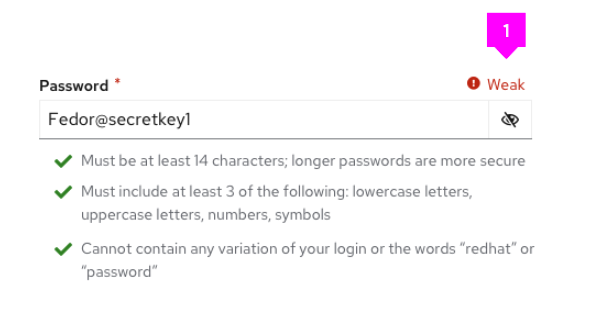 1
Password * Weak
Fedor@secretkey1
Must be at least 14 characters; longer passwords are more secure
Must include at least 3 of the following: lowercase letters,
uppercase letters, numbers, symbols
Cannot contain any variation of your login or the words “redhat” or
“password”